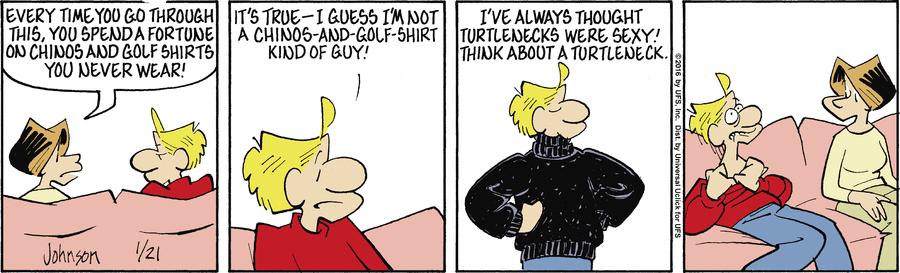 EVERY TIME YOU GO THROUGH
THIS, YOU SPEND A FORTUNE
ON CHINOS AND GOLF SHIRTS
YOU NEVER WEAR!
Johnson 1/21
IT'S TRUE—I GUESS I'M NOT
A CHINOS-AND-GOLF-SHIRT
KIND OF GUY!
I'VE ALWAYS THOUGHT
TURTLENECKS WERE SEXY!
THINK ABOUT A TURTLENECK.
©2016 by UFS, Inc. Dist. by Universal Uclick for UFS